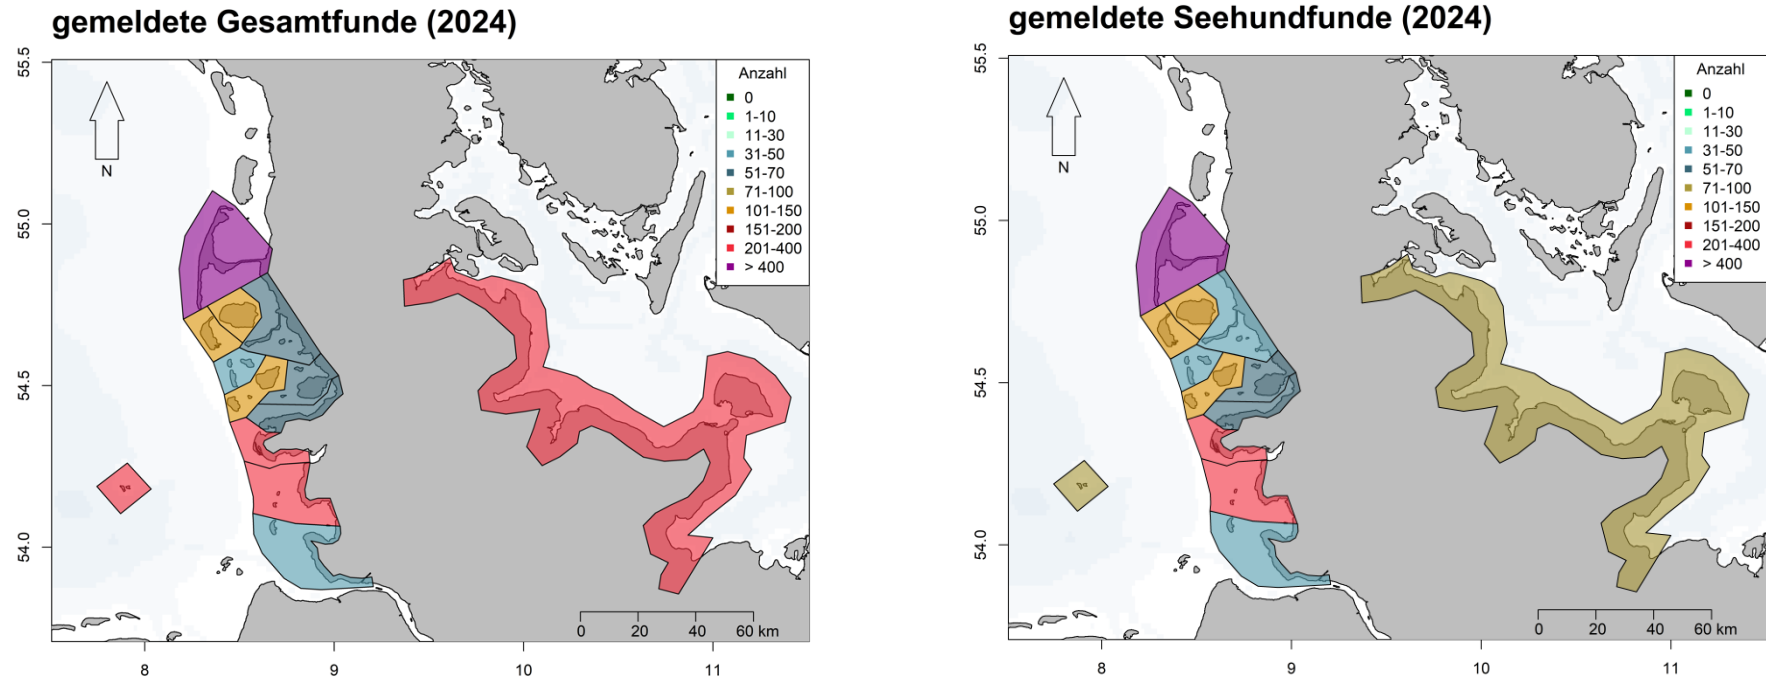 gemeldete Gesamtfunde (2024)
Anzahl
0
1-10
11-30
31-50
51-70
71-100
101-150
151-200
201-400
> 400
N
55.5
55.0
54.5
54.0
0 20 40 60 km
8 9 10 11
gemeldete Seehundfunde (2024)
Anzahl
0
1-10
11-30
31-50
51-70
71-100
101-150
151-200
201-400
> 400
N
55.5
55.0
54.5
54.0
0 20 40 60 km
8 9 10 11